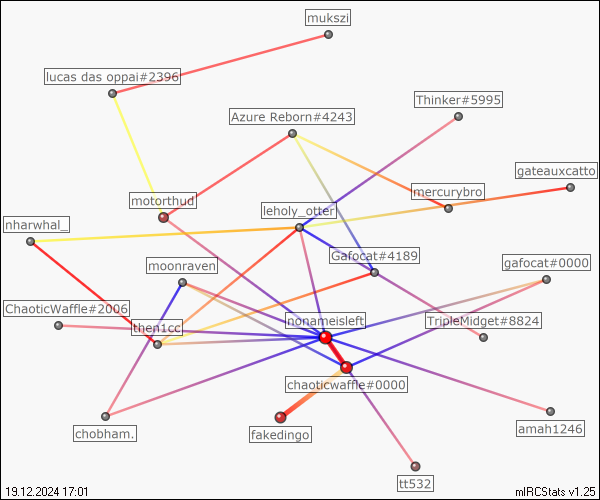 mukszi
lucas das oppai#2396
Thinker#5995
Azure Reborn#4243
gateauxcatto
mercurybro
motorthud
leholy_otter
nharwhal_
Gafocat#4189
moonraven
gafocat#0000
ChaoticWaffle#2006
then1cc
nonameisleft
TripleMidget#8824
chaoticwaffle#0000
chobham.
fakedingo
amah1246
tt532
19.12.2024 17:01
mIRCStats v1.25